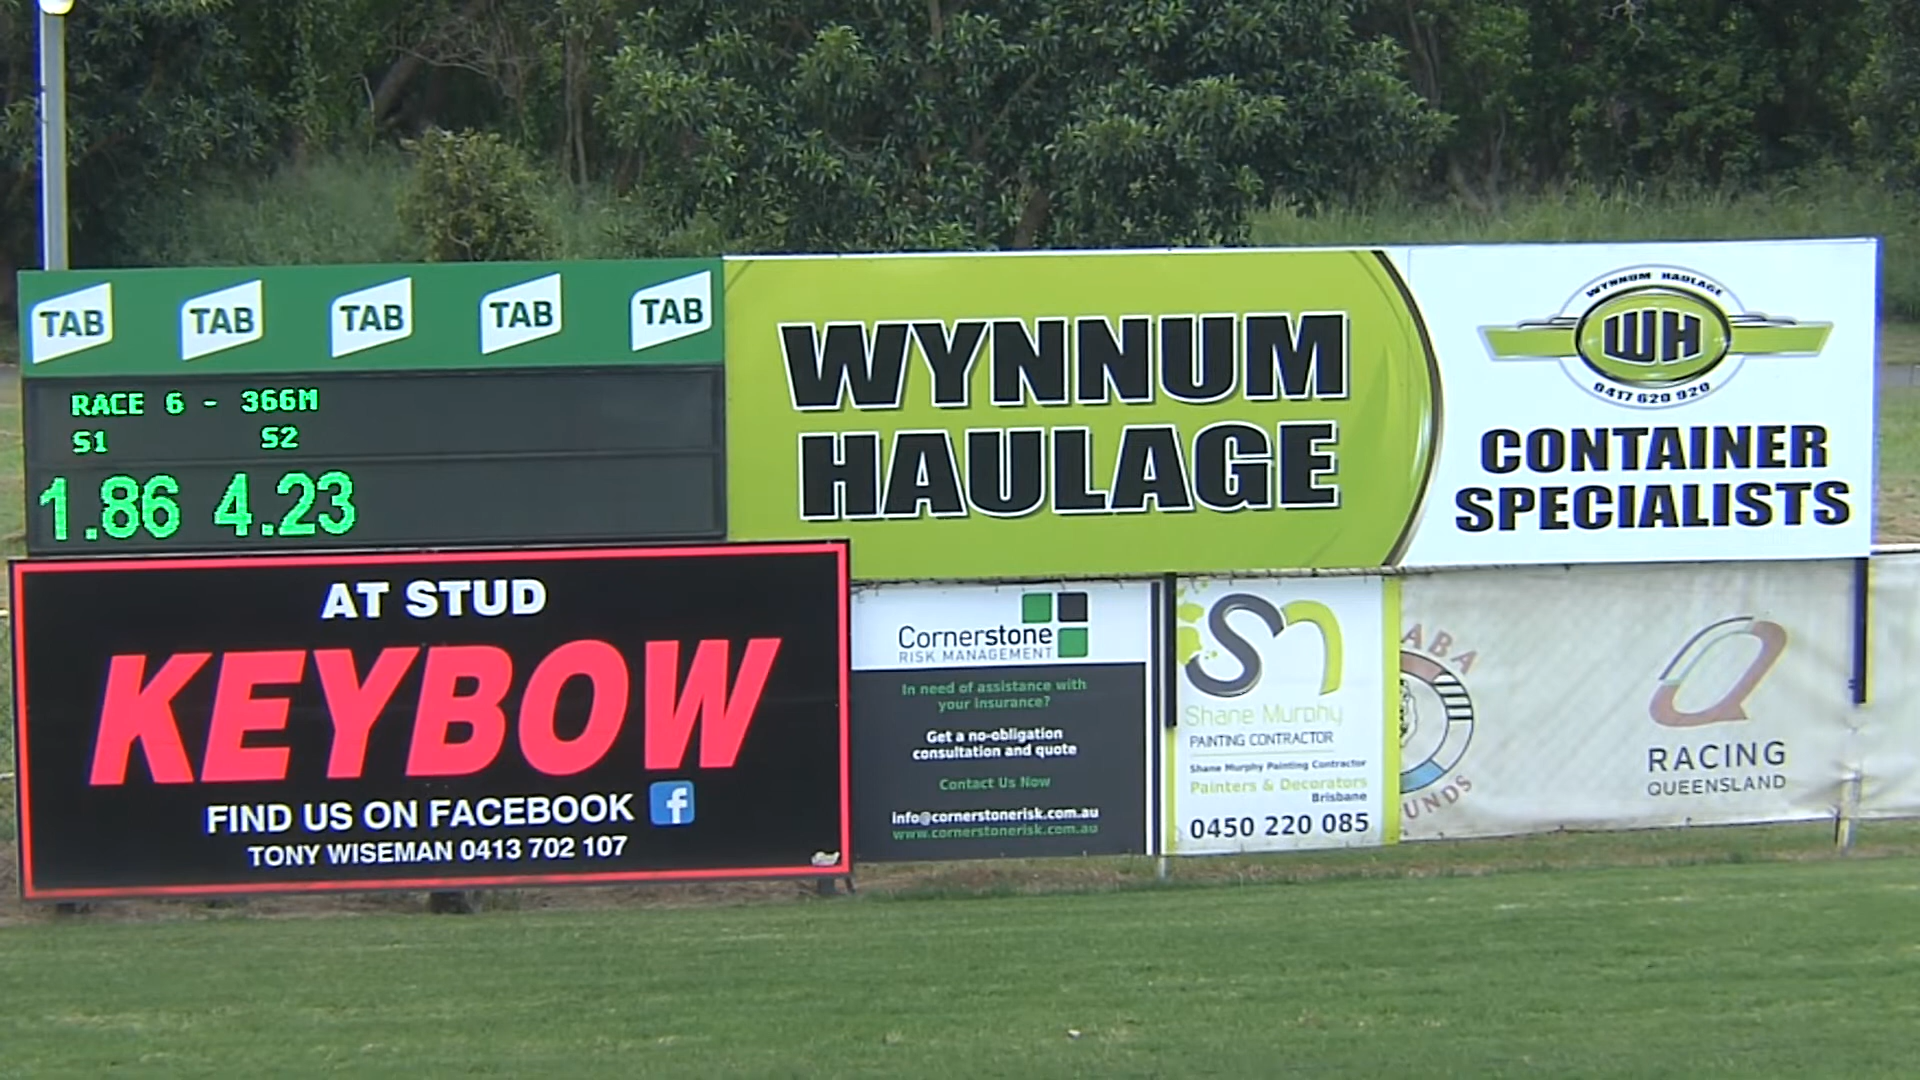 TAB TAB TAB TAB TAB
RACE 6 - 366M
S1 S2
1.86 4.23
WYNNUM
HAULAGE
WYNNUM HAULAGE
WH
0417 629 920
CONTAINER
SPECIALISTS
AT STUD
KEYBOW
FIND US ON FACEBOOK f
TONY WISEMAN 0413 702 107
Cornerstone
RISK MANAGEMENT
In need of assistance with
your insurance?
Get a no-obligation
consultation and quote
Contact Us Now
info@cornerstonerisk.com.au
www.cornerstonerisk.com.au
Shane Murphy
PAINTING CONTRACTOR
Shane Murphy Painting Contractor
Painters & Decorators
Brisbane
0450 220 085
ABA
UNDS
RACING
QUEENSLAND